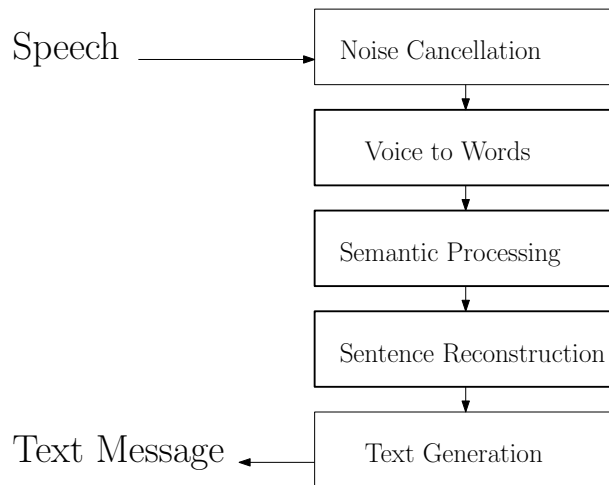 Speech
Noise Cancellation
Voice to Words
Semantic Processing
Sentence Reconstruction
Text Message
Text Generation